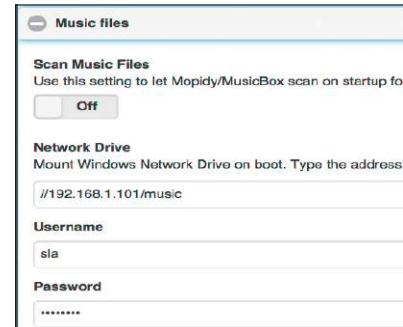 Music files
Scan Music Files
Use this setting to let Mopidy/MusicBox scan on startup fo
Off
Network Drive
Mount Windows Network Drive on boot. Type the address
//192.168.1.101/music
Username
sla
Password
••••••••